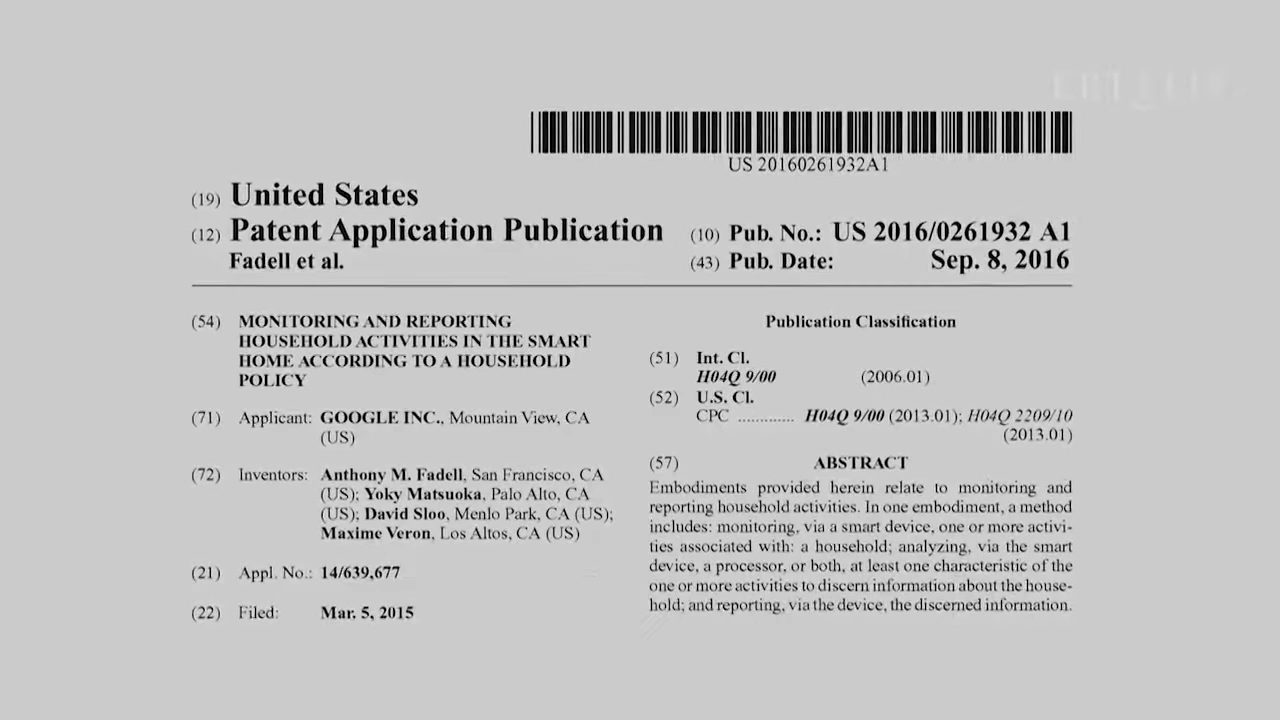 US 20160261932A1
(19) United States
(12) Patent Application Publication
Fadell et al.
(10) Pub. No.: US 2016/0261932 A1
(43) Pub. Date: Sep. 8, 2016
(54) MONITORING AND REPORTING
HOUSEHOLD ACTIVITIES IN THE SMART
HOME ACCORDING TO A HOUSEHOLD
POLICY
(71) Applicant: GOOGLE INC., Mountain View, CA
(US)
(72) Inventors: Anthony M. Fadell, San Francisco, CA
(US); Yoky Matsuoka, Palo Alto, CA
(US); David Sloo, Menlo Park, CA (US);
Maxime Veron, Los Altos, CA (US)
(21) Appl. No.: 14/639,677
(22) Filed: Mar. 5, 2015
Publication Classification
(51) Int. Cl.
H04Q 9/00 (2006.01)
(52) U.S. Cl.
CPC ............. H04Q 9/00 (2013.01); H04Q 2209/10
(2013.01)
(57) ABSTRACT
Embodiments provided herein relate to monitoring and
reporting household activities. In one embodiment, a method
includes: monitoring, via a smart device, one or more activi-
ties associated with: a household; analyzing, via the smart
device, a processor, or both, at least one characteristic of the
one or more activities to discern information about the house-
hold; and reporting, via the device, the discerned information.